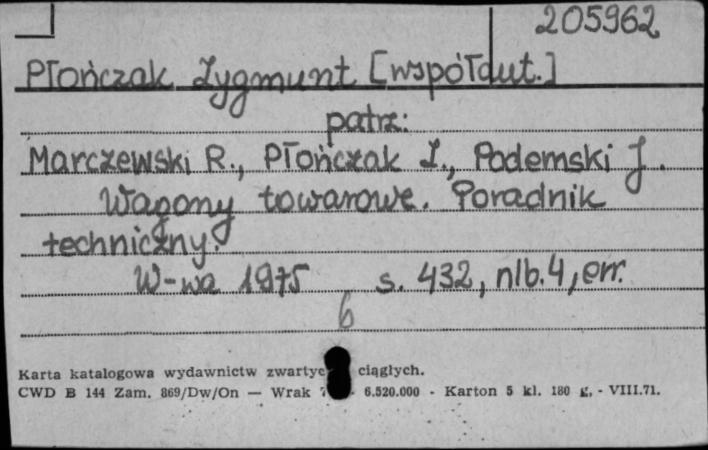 205962
Płończak Zygmunt [współaut.]
patrz:
Marczewski R., Płończak Z., Podemski J.
Wagony towarowe. Poradnik
techniczny.
W-wa 1975 s. 432, nlb. 4, err.
6
Karta katalogowa wydawnictw ciągłych.
CWD B 144 Zam. 869/Dw/On — Wrak 6.520.000 - Karton 5 kl. 180 g. - VIII.71.